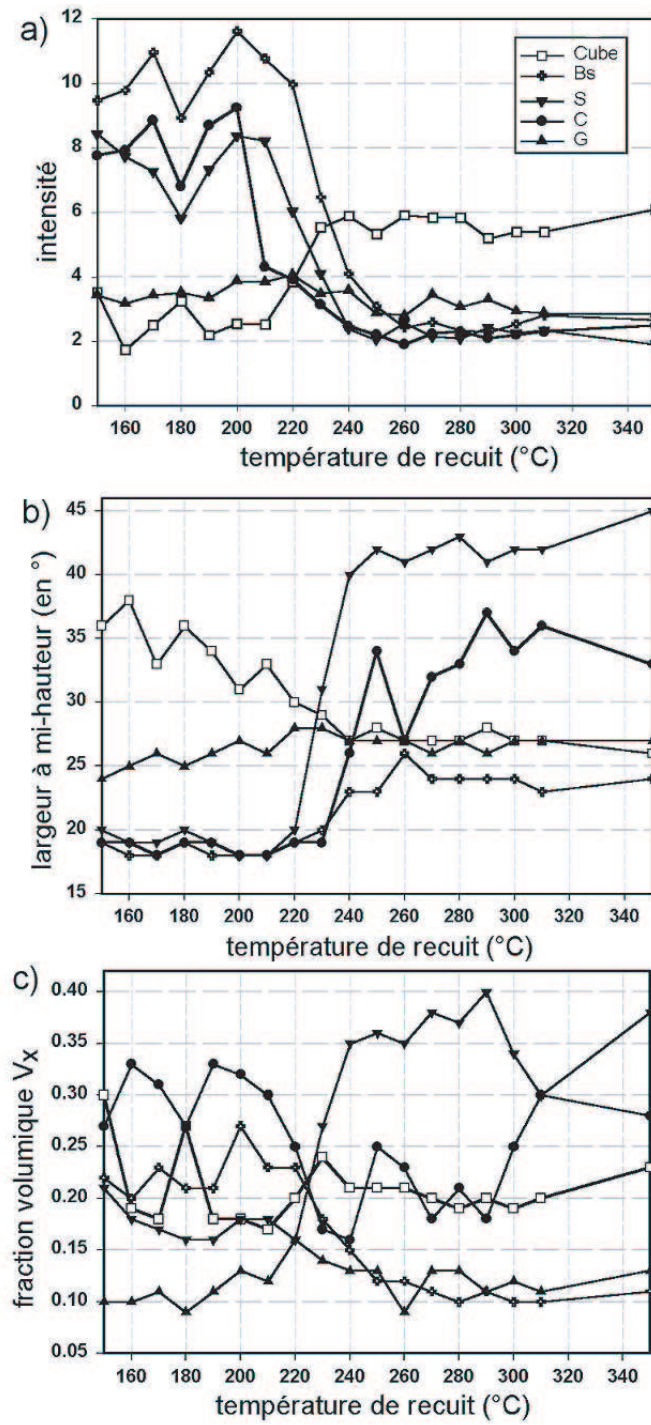 a)
12
10
8
6
4
2
0
intensité
Cube
Bs
S
C
G
160 180 200 220 240 260 280 300 320 340
température de recuit (°C)
b)
45
40
35
30
25
20
15
largeur à mi-hauteur (en °)
160 180 200 220 240 260 280 300 320 340
température de recuit (°C)
c)
0.40
0.35
0.30
0.25
0.20
0.15
0.10
0.05
fraction volumique Vx
160 180 200 220 240 260 280 300 320 340
température de recuit (°C)